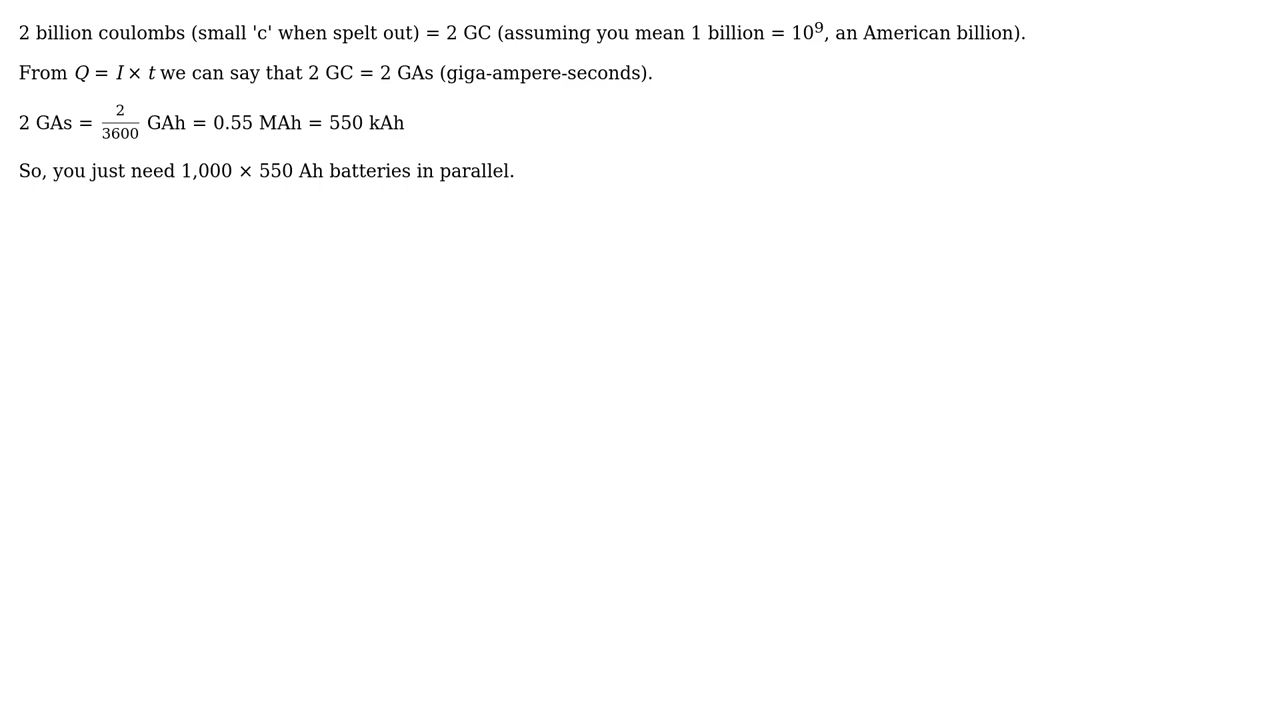 2 billion coulombs (small 'c' when spelt out) = 2 GC (assuming you mean 1 billion = 10⁹, an American billion).
From Q = I × t we can say that 2 GC = 2 GAs (giga-ampere-seconds).
2 GAs = 2/3600 GAh = 0.55 MAh = 550 kAh
So, you just need 1,000 × 550 Ah batteries in parallel.